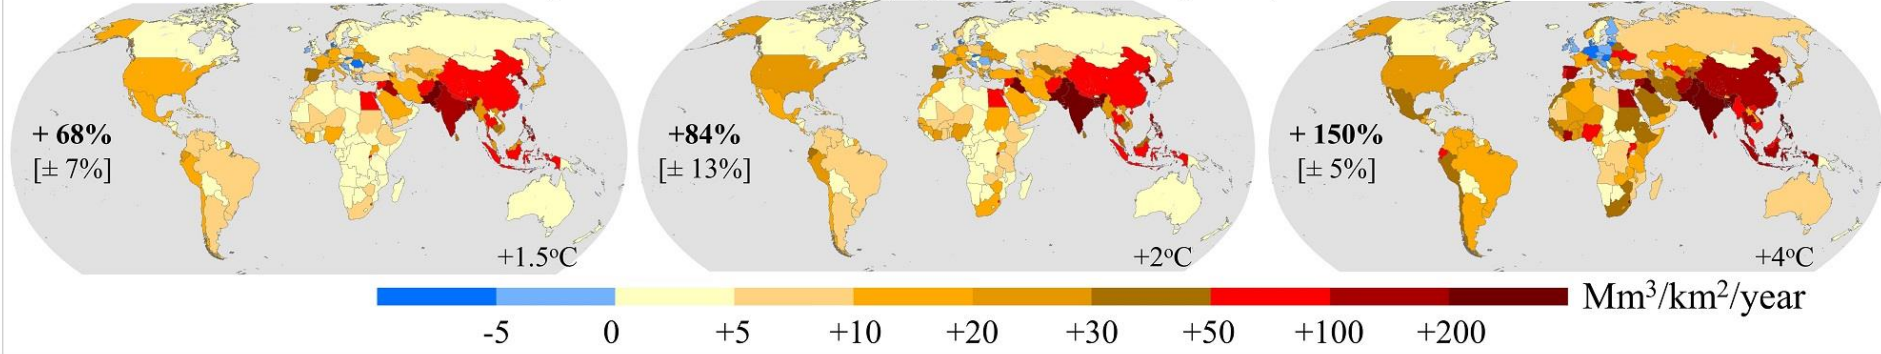 + 68%
[± 7%]
+1.5°C
+84%
[± 13%]
+2°C
+ 150%
[± 5%]
+4°C
Mm³/km²/year
-5 0 +5 +10 +20 +30 +50 +100 +200